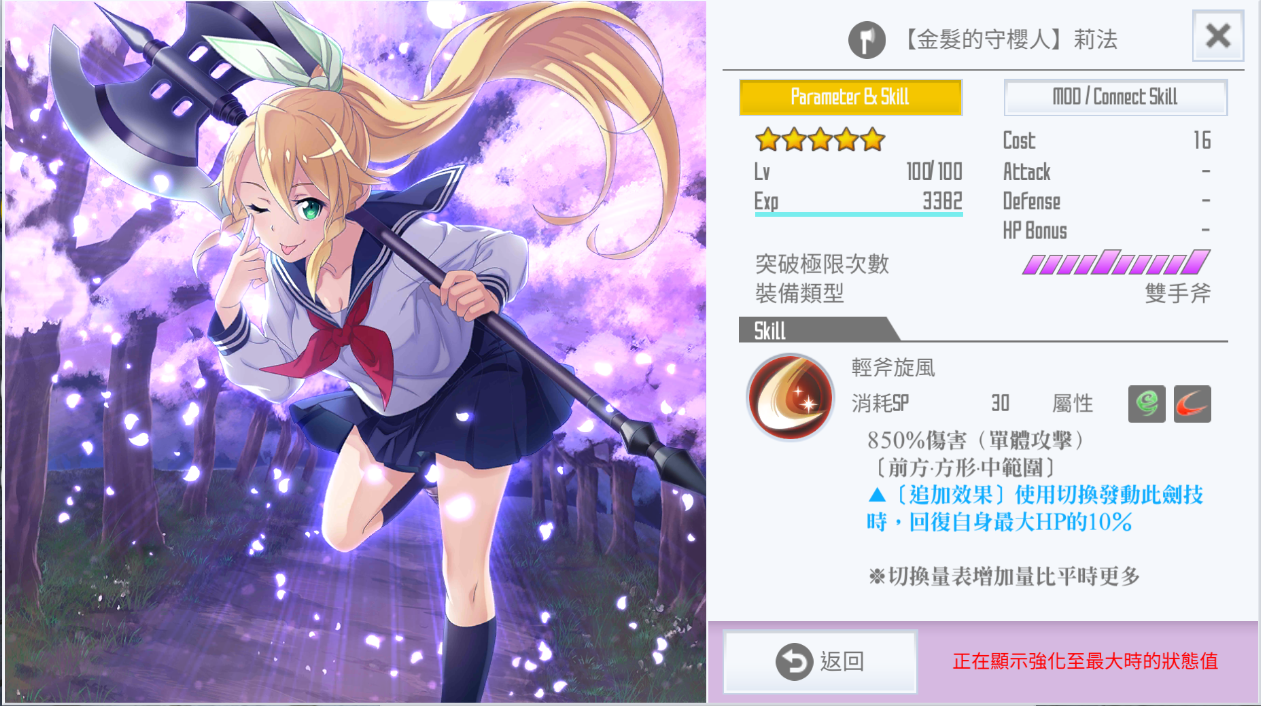 【金髮的守櫻人】莉法
Parameter & Skill
MOD / Connect Skill
Lv 100/100
Exp 3382
Cost 16
Attack -
Defense -
HP Bonus -
突破極限次數
裝備類型 雙手斧
Skill
輕斧旋風
消耗SP 30 屬性
850%傷害（單體攻擊）
〔前方·方形·中範圍〕
▲〔追加效果〕使用切換發動此劍技
時，回復自身最大HP的10%
※切換量表增加量比平時更多
返回
正在顯示強化至最大時的狀態值